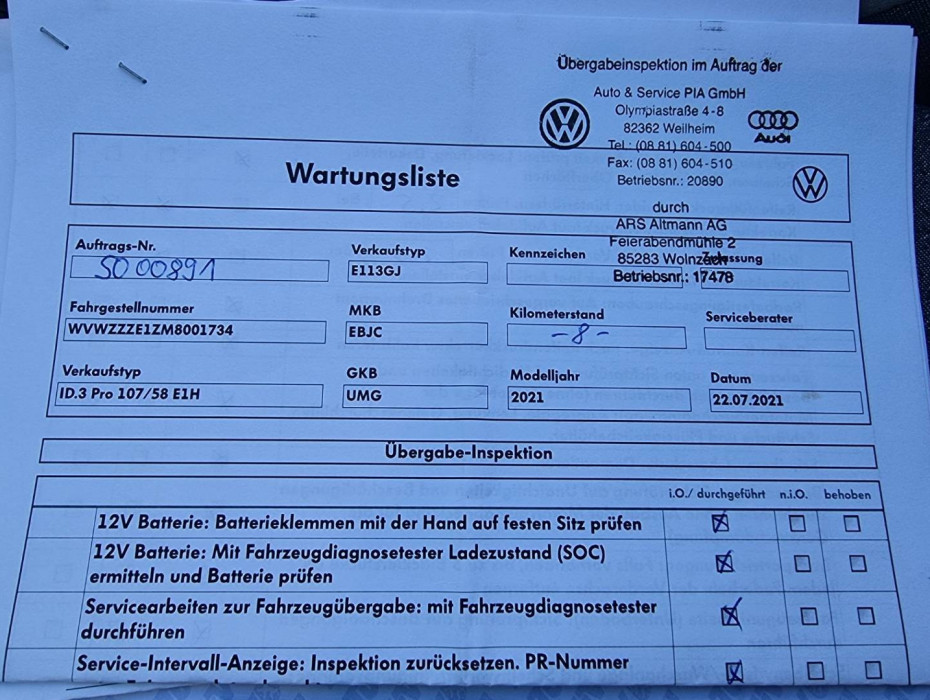 Übergabeinspektion im Auftrag der
Auto & Service PIA GmbH
Olympiastraße 4-8
82362 Weilheim
Tel.: (08 81) 604-500
Fax: (08 81) 604-510
Betriebsnr.: 20890
Audi
Wartungsliste
durch
ARS Altmann AG
Feierabendmühle 2
85283 Wolnzach
Betriebsnr.: 17478
Auftrags-Nr. Verkaufstyp Kennzeichen Zulassung
SO 00891 E113GJ
Fahrgestellnummer MKB Kilometerstand Serviceberater
WVWZZZE1ZM8001734 EBJC -8-
Verkaufstyp GKB Modelljahr Datum
ID.3 Pro 107/58 E1H UMG 2021 22.07.2021
Übergabe-Inspektion
i.O./ durchgeführt n.i.O. behoben
12V Batterie: Batterieklemmen mit der Hand auf festen Sitz prüfen
12V Batterie: Mit Fahrzeugdiagnosetester Ladezustand (SOC)
ermitteln und Batterie prüfen
Servicearbeiten zur Fahrzeugübergabe: mit Fahrzeugdiagnosetester
durchführen
Service-Intervall-Anzeige: Inspektion zurücksetzen. PR-Nummer